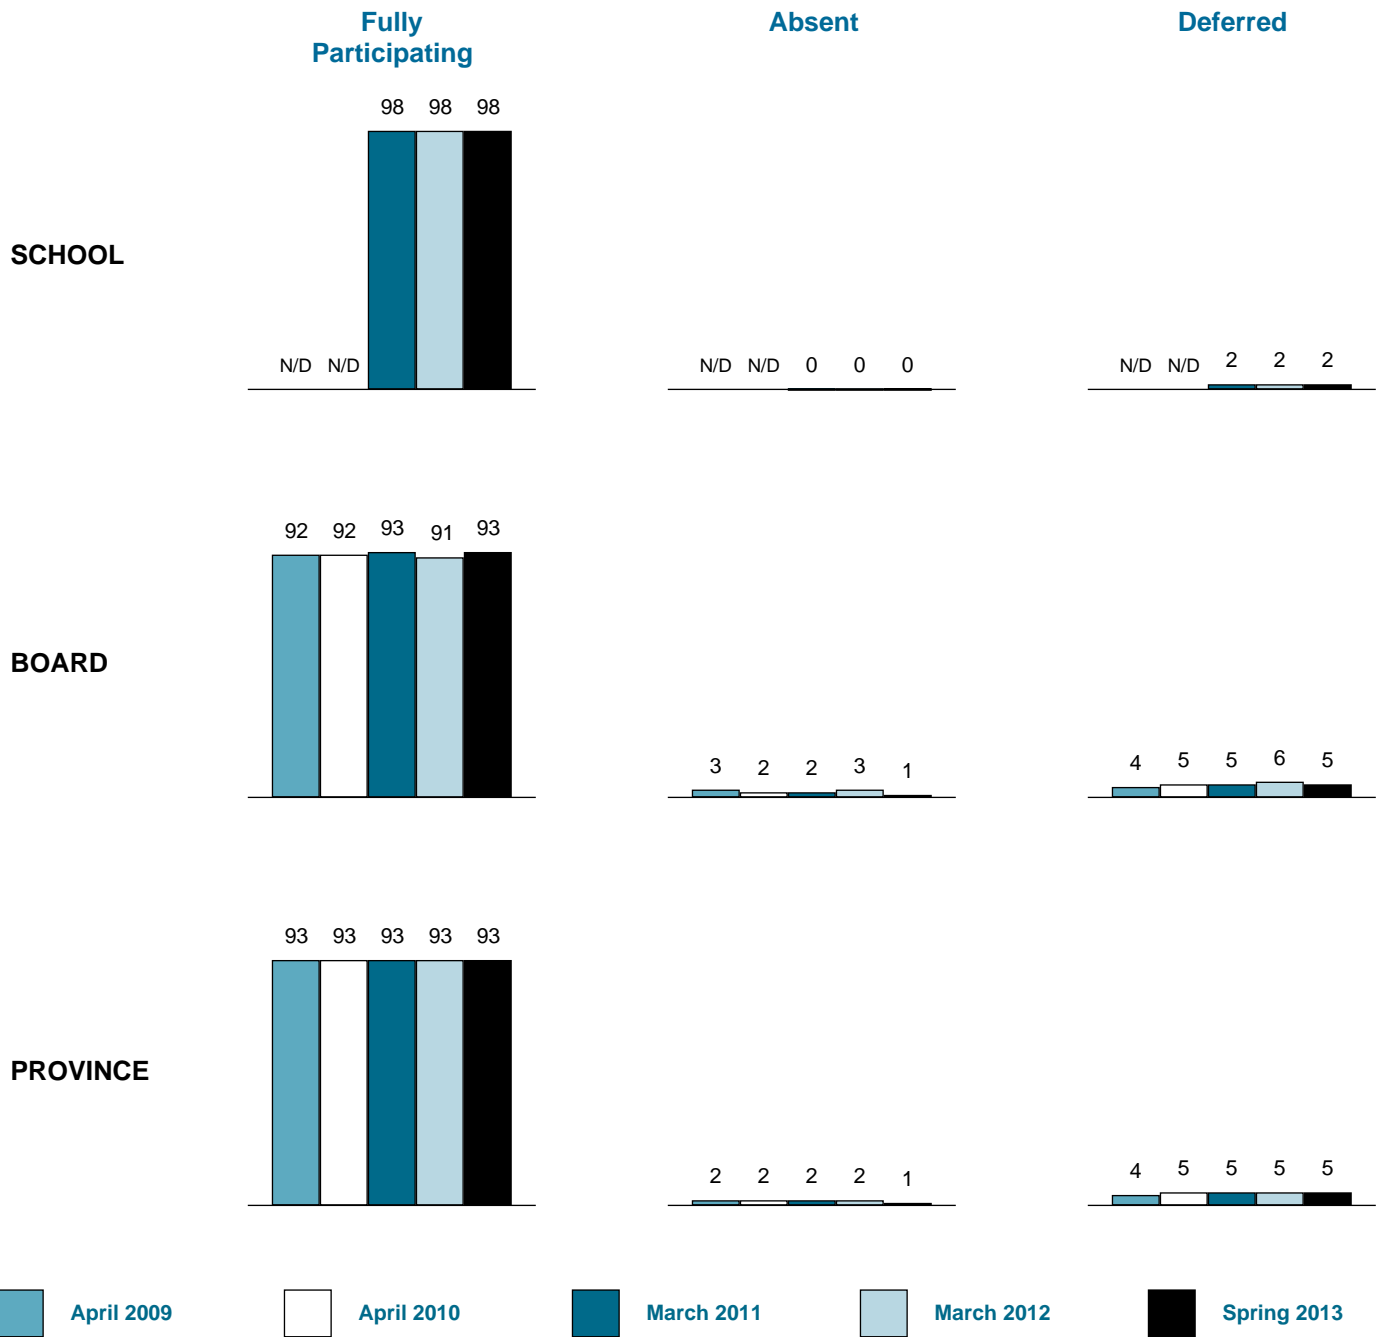 Fully
Participating
Absent
Deferred
SCHOOL
N/D N/D 98 98 98
N/D N/D 0 0 0
N/D N/D 2 2 2
BOARD
92 92 93 91 93
3 2 2 3 1
4 5 5 6 5
PROVINCE
93 93 93 93 93
2 2 2 2 1
4 5 5 5 5
April 2009
April 2010
March 2011
March 2012
Spring 2013